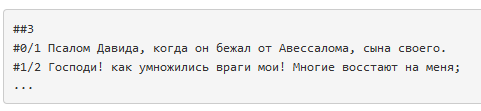 ##3
#0/1 Псалом Давида, когда он бежал от Авессалома, сына своего.
#1/2 Господи! как умножились враги мои! Многие восстают на меня;
...